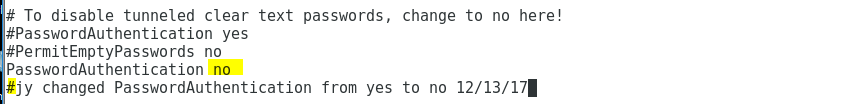 # To disable tunneled clear text passwords, change to no here!
#PasswordAuthentication yes
#PermitEmptyPasswords no
PasswordAuthentication no
#jy changed PasswordAuthentication from yes to no 12/13/17